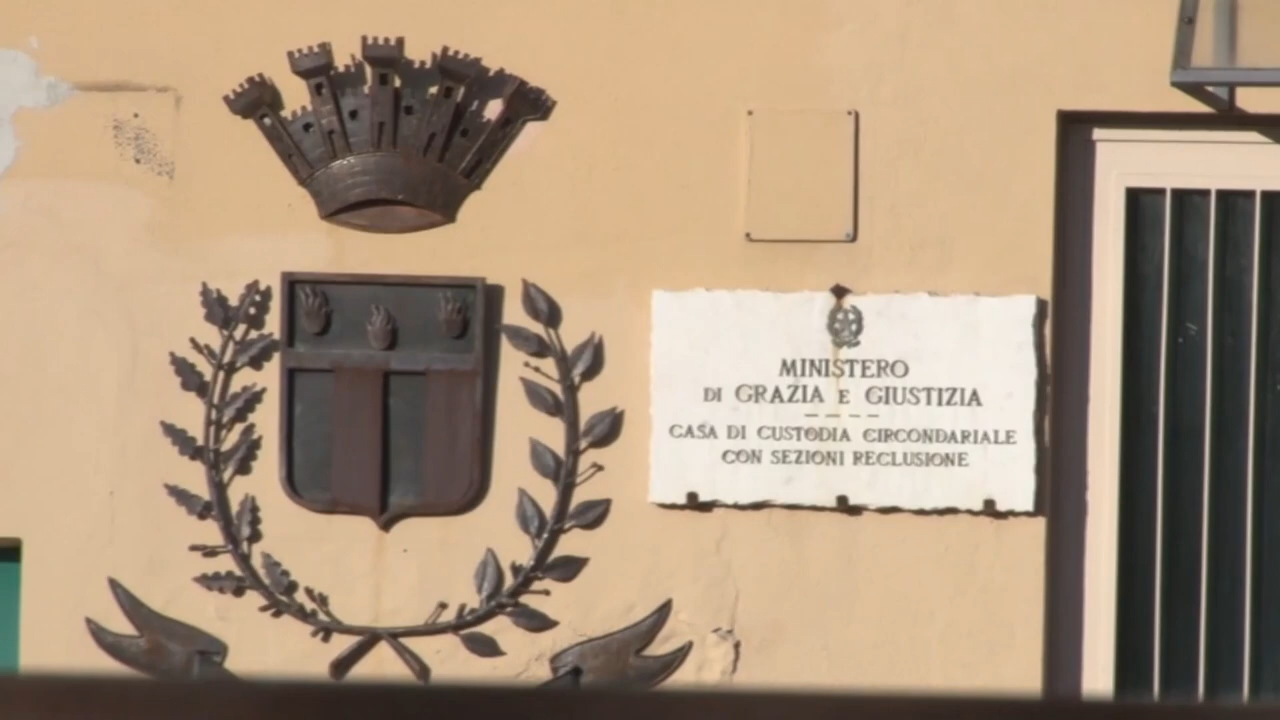 MINISTERO
DI GRAZIA E GIUSTIZIA
CASA DI CUSTODIA CIRCONDARIALE
CON SEZIONI RECLUSIONE